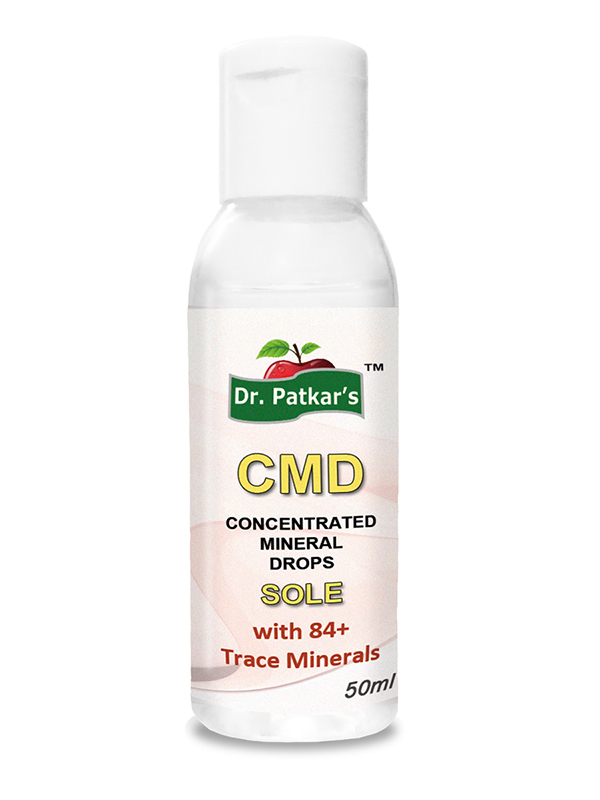 Dr. Patkar's
TM
CMD
CONCENTRATED
MINERAL
DROPS
SOLE
with 84+
Trace Minerals
50ml